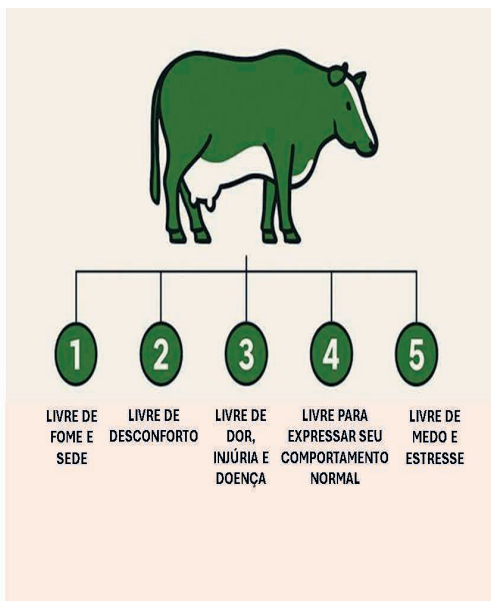 1
2
3
4
5
LIVRE DE
FOME E
SEDE
LIVRE DE
DESCONFORTO
LIVRE DE
DOR,
INJÚRIA E
DOENÇA
LIVRE PARA
EXPRESSAR SEU
COMPORTAMENTO
NORMAL
LIVRE DE
MEDO E
ESTRESSE